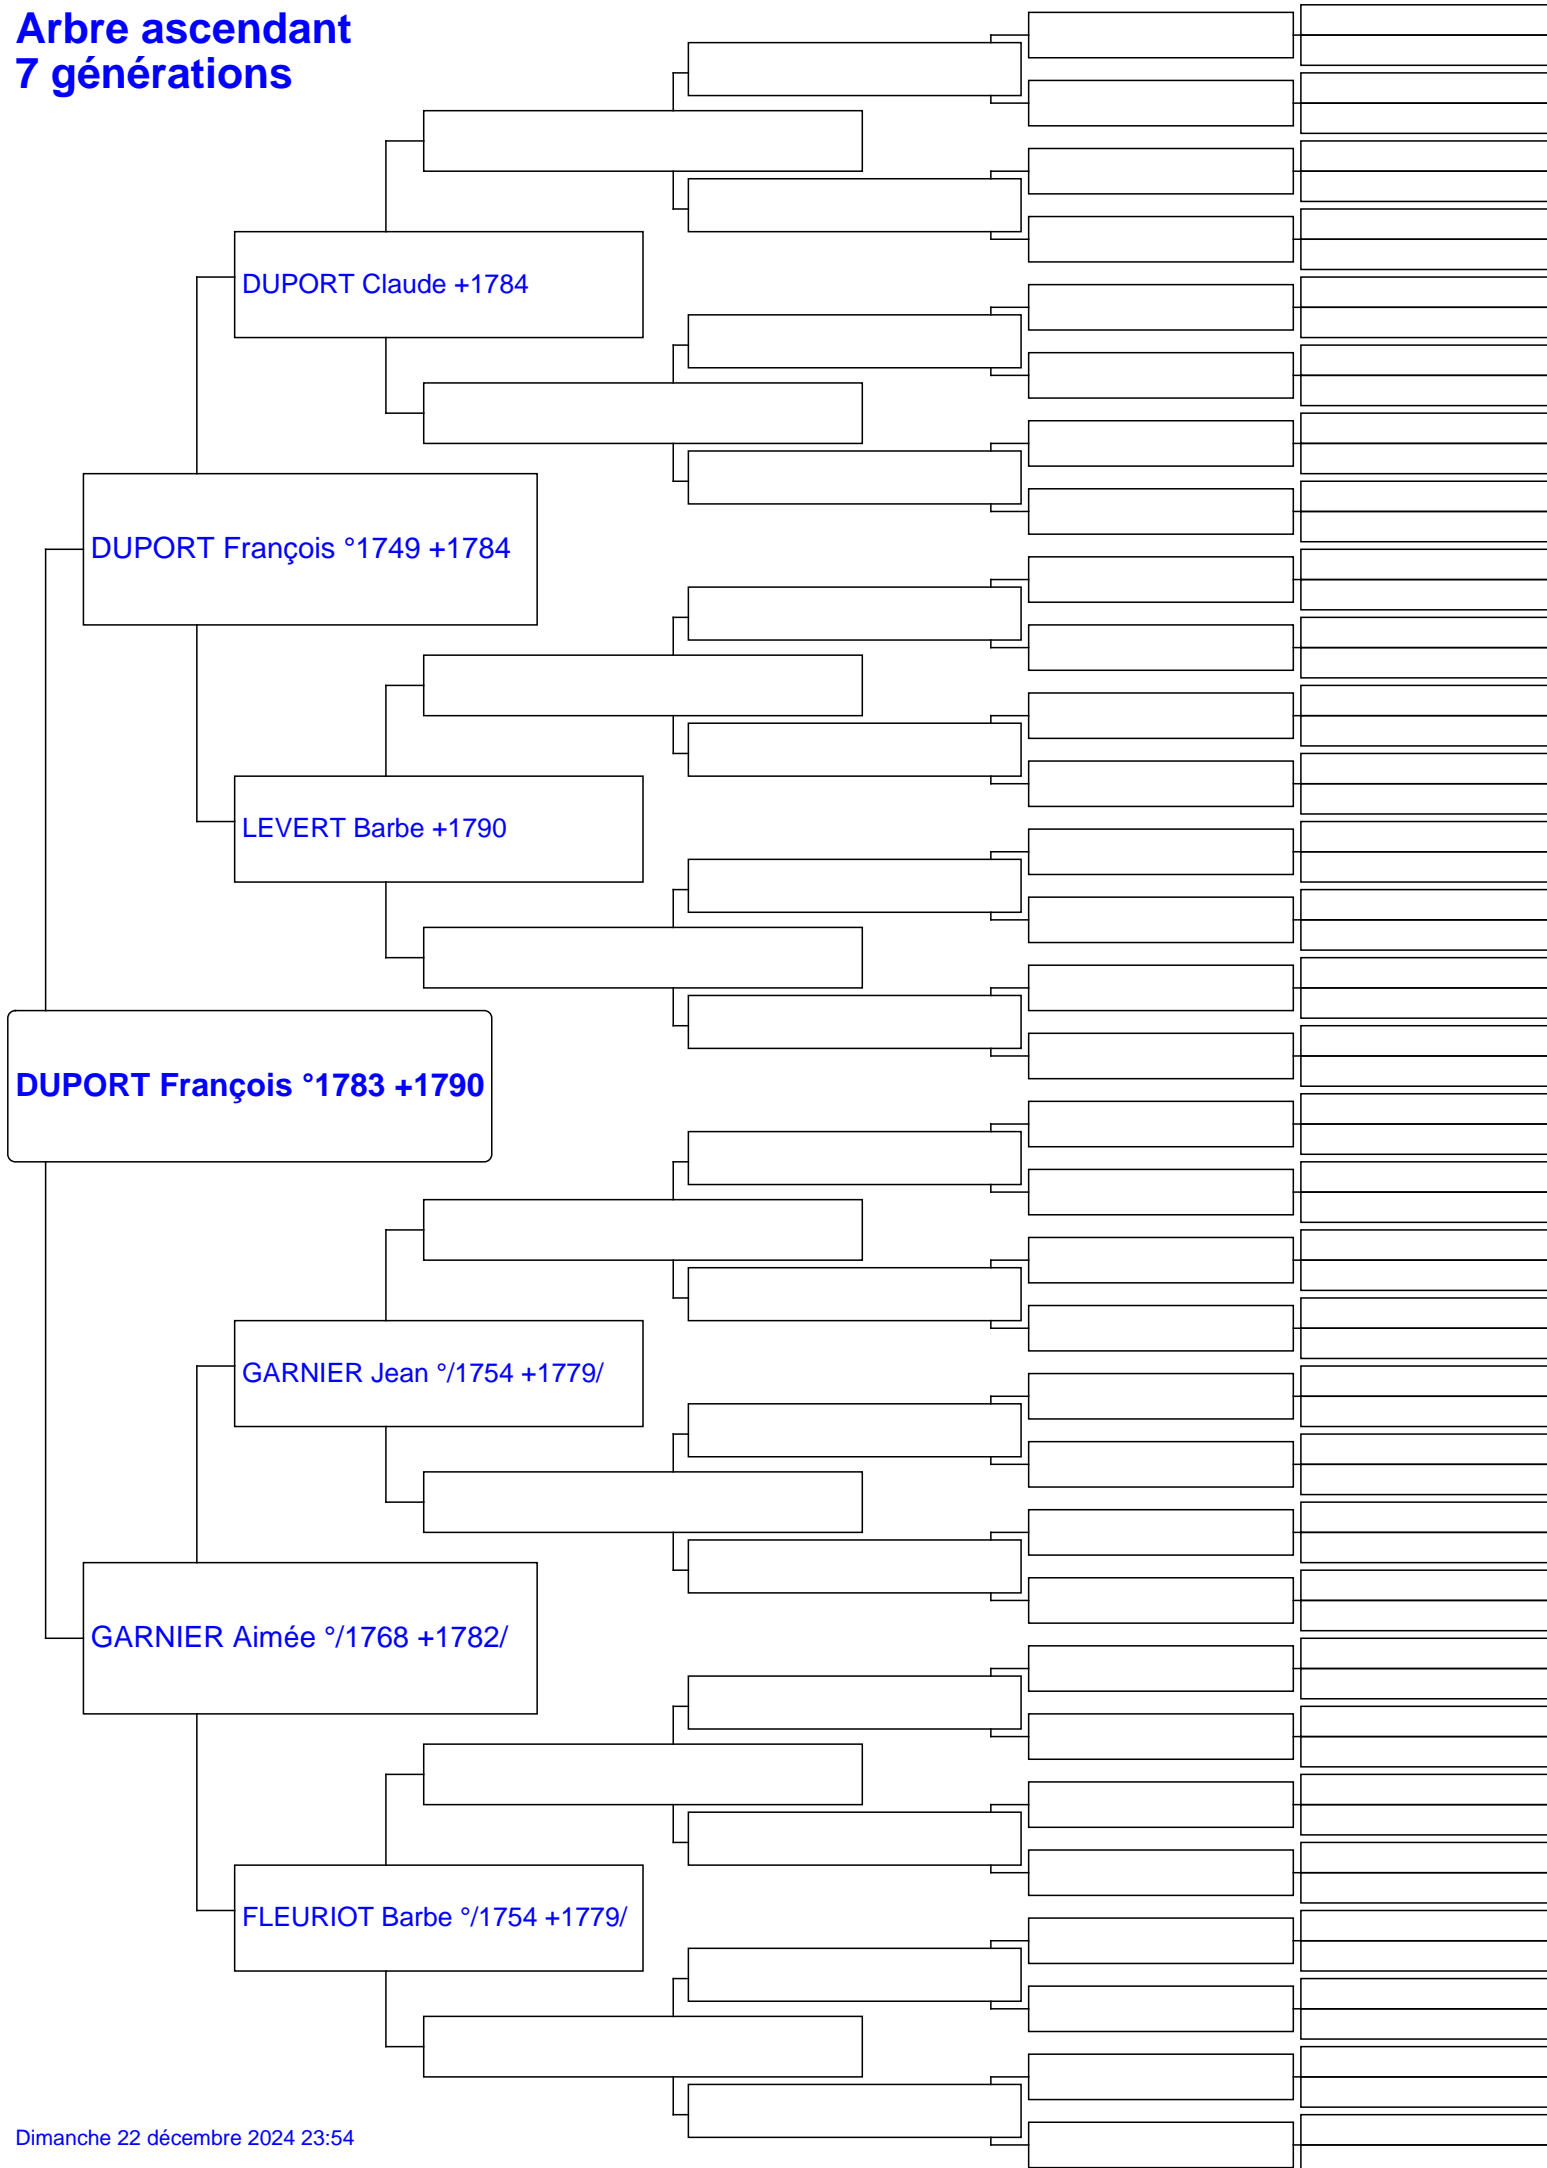 Arbre ascendant
7 générations
DUPORT Claude +1784
DUPORT François °1749 +1784
LEVERT Barbe +1790
DUPORT François °1783 +1790
GARNIER Jean °/1754 +1779/
GARNIER Aimée °/1768 +1782/
FLEURIOT Barbe °/1754 +1779/
Dimanche 22 décembre 2024 23:54